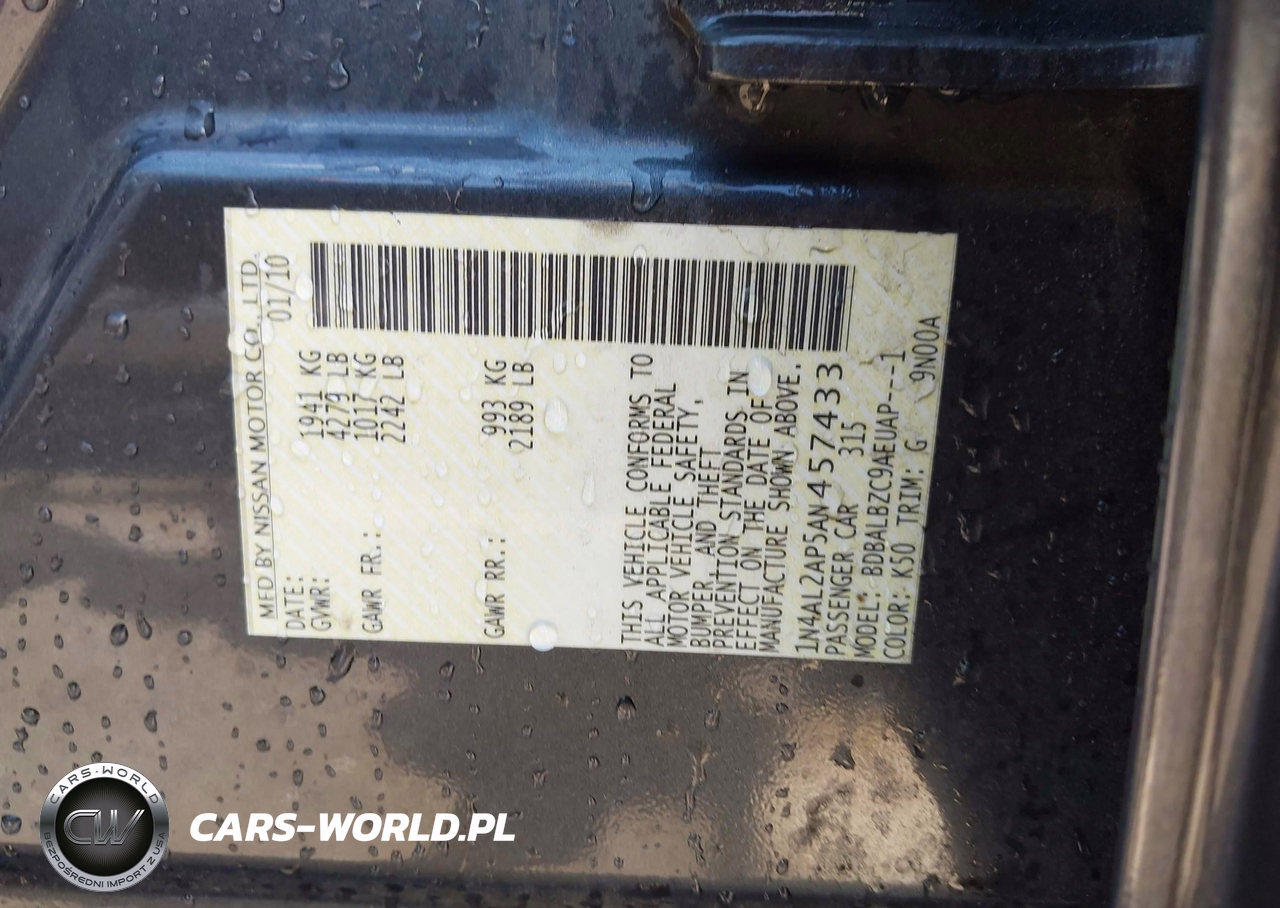 MFD BY NISSAN MOTOR CO., LTD.
DATE: 01/10
GVWR: 1941 KG
4279 LB
GAWR FR.: 1017 KG
2242 LB
GAWR RR.: 993 KG
2189 LB
THIS VEHICLE CONFORMS TO
ALL APPLICABLE FEDERAL
MOTOR VEHICLE SAFETY,
BUMPER, AND THEFT
PREVENTION STANDARDS IN
EFFECT ON THE DATE OF
MANUFACTURE SHOWN ABOVE.
1N4AL2AP5AN457433
PASSENGER CAR 315
MODEL: BDBALBZC9AEUAP---1
COLOR: K50 TRIM: G 9N00A
CARS-WORLD
CW
BEZPOŚREDNI IMPORT Z USA
CARS-WORLD.PL